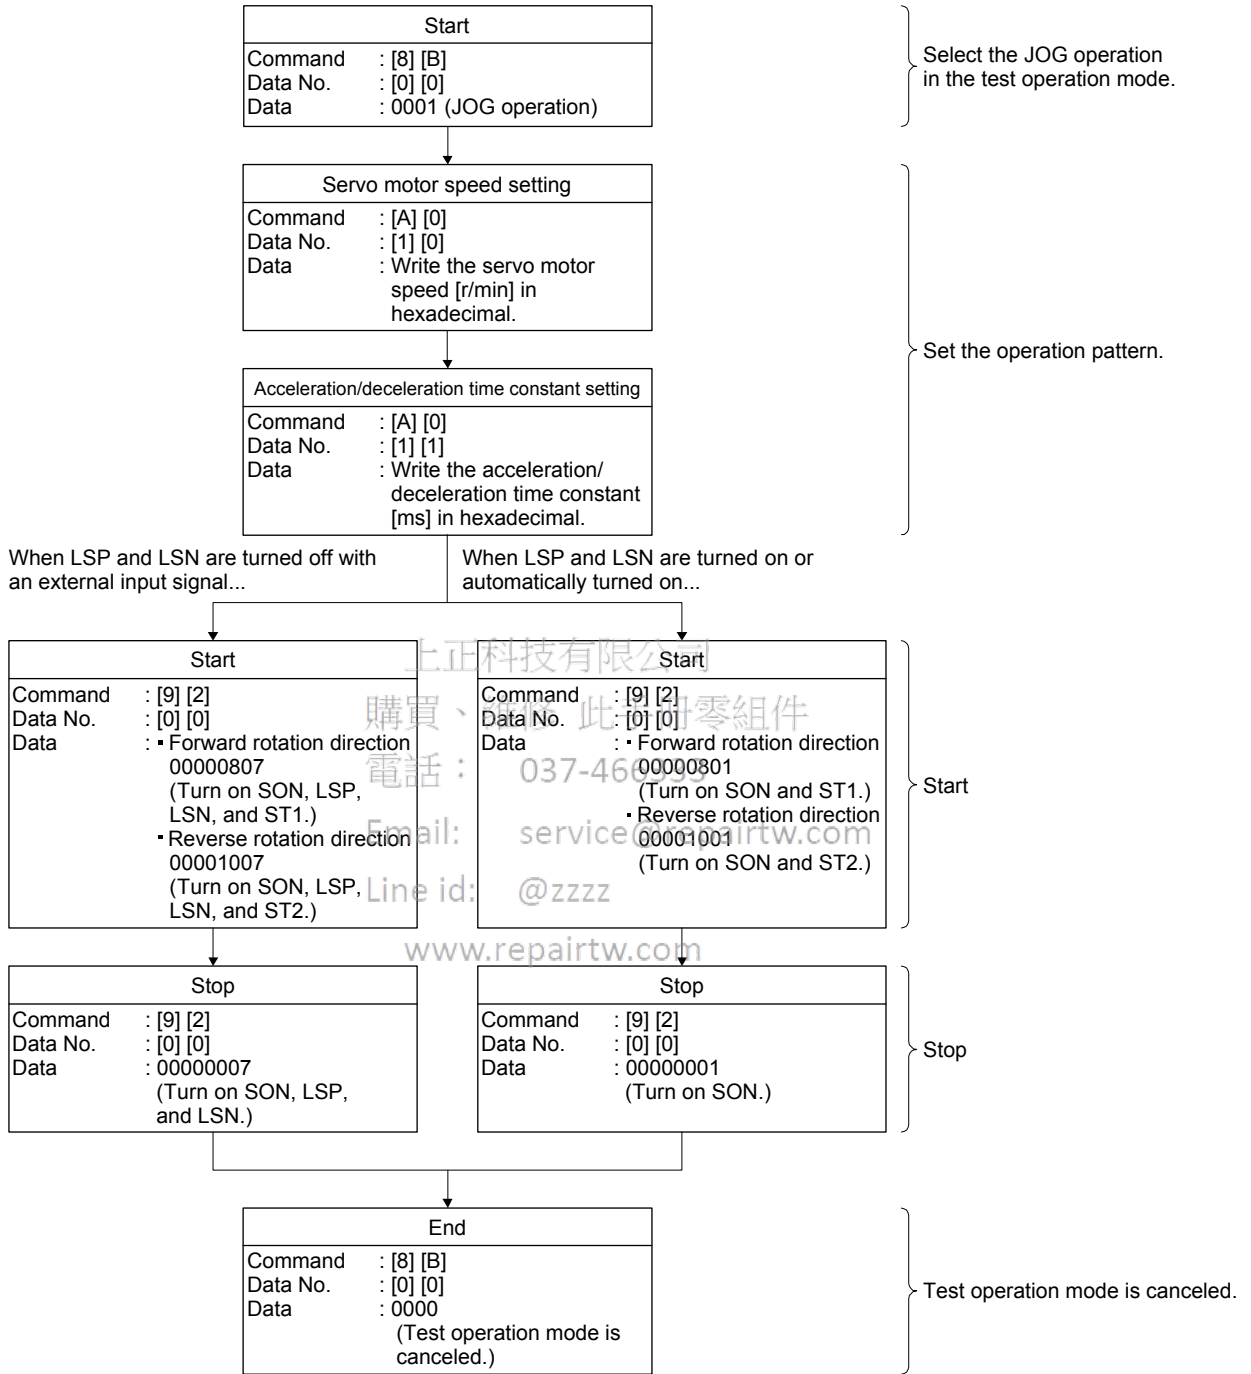 Start
Command : [8] [B]
Data No. : [0] [0]
Data : 0001 (JOG operation)
Select the JOG operation
in the test operation mode.
Servo motor speed setting
Command : [A] [0]
Data No. : [1] [0]
Data : Write the servo motor
speed [r/min] in
hexadecimal.
Acceleration/deceleration time constant setting
Command : [A] [0]
Data No. : [1] [1]
Data : Write the acceleration/
deceleration time constant
[ms] in hexadecimal.
Set the operation pattern.
When LSP and LSN are turned off with
an external input signal...
When LSP and LSN are turned on or
automatically turned on...
Start
Command : [9] [2]
Data No. : [0] [0]
Data : ▪ Forward rotation direction
00000807
(Turn on SON, LSP,
LSN, and ST1.)
▪ Reverse rotation direction
00001007
(Turn on SON, LSP,
LSN, and ST2.)
Start
Command : [9] [2]
Data No. : [0] [0]
Data : ▪ Forward rotation direction
00000801
(Turn on SON and ST1.)
▪ Reverse rotation direction
00001001
(Turn on SON and ST2.)
Start
上正科技有限公司
購買、維修 此手冊零組件
電話： 037-466333
Email: service@repairtw.com
Line id: @zzzz
www.repairtw.com
Stop
Command : [9] [2]
Data No. : [0] [0]
Data : 00000007
(Turn on SON, LSP,
and LSN.)
Stop
Command : [9] [2]
Data No. : [0] [0]
Data : 00000001
(Turn on SON.)
Stop
End
Command : [8] [B]
Data No. : [0] [0]
Data : 0000
(Test operation mode is
canceled.)
Test operation mode is canceled.